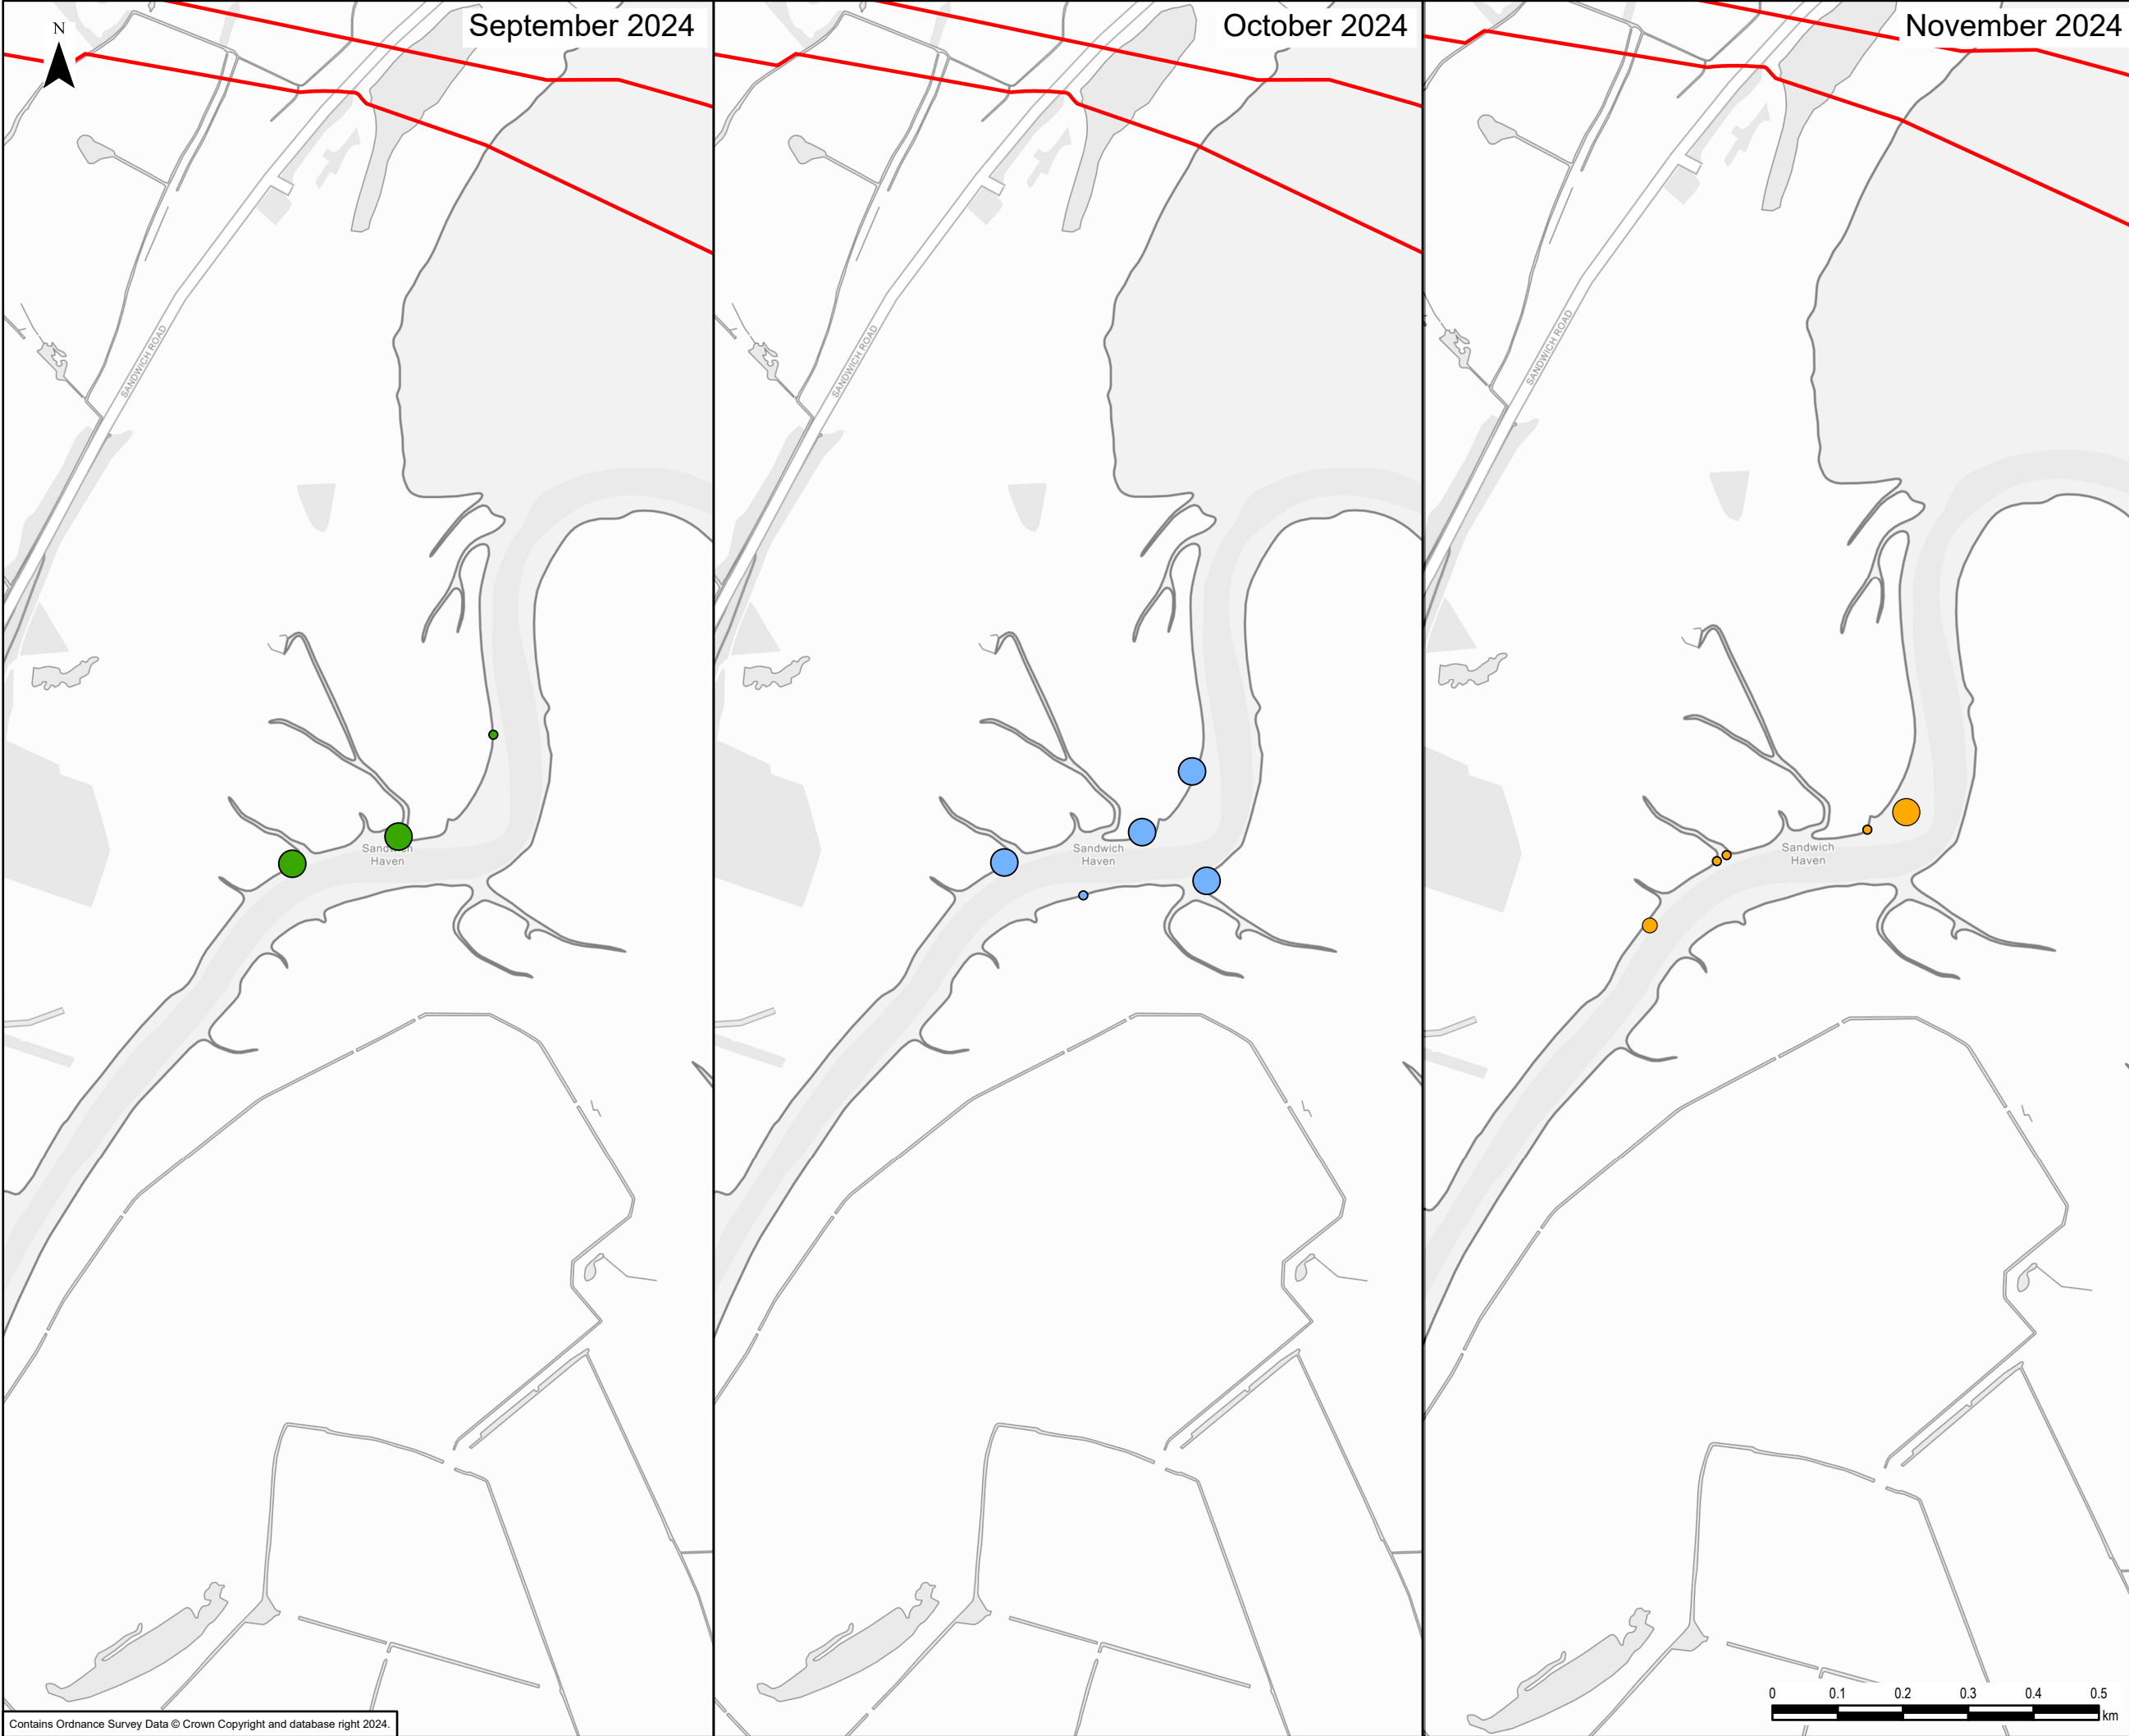 September 2024
October 2024
November 2024
N
SANDWICH ROAD
SANDWICH ROAD
SANDWICH ROAD
Sandwich
Haven
Sandwich
Haven
Sandwich
Haven
0 0.1 0.2 0.3 0.4 0.5
km
Contains Ordnance Survey Data © Crown Copyright and database right 2024.